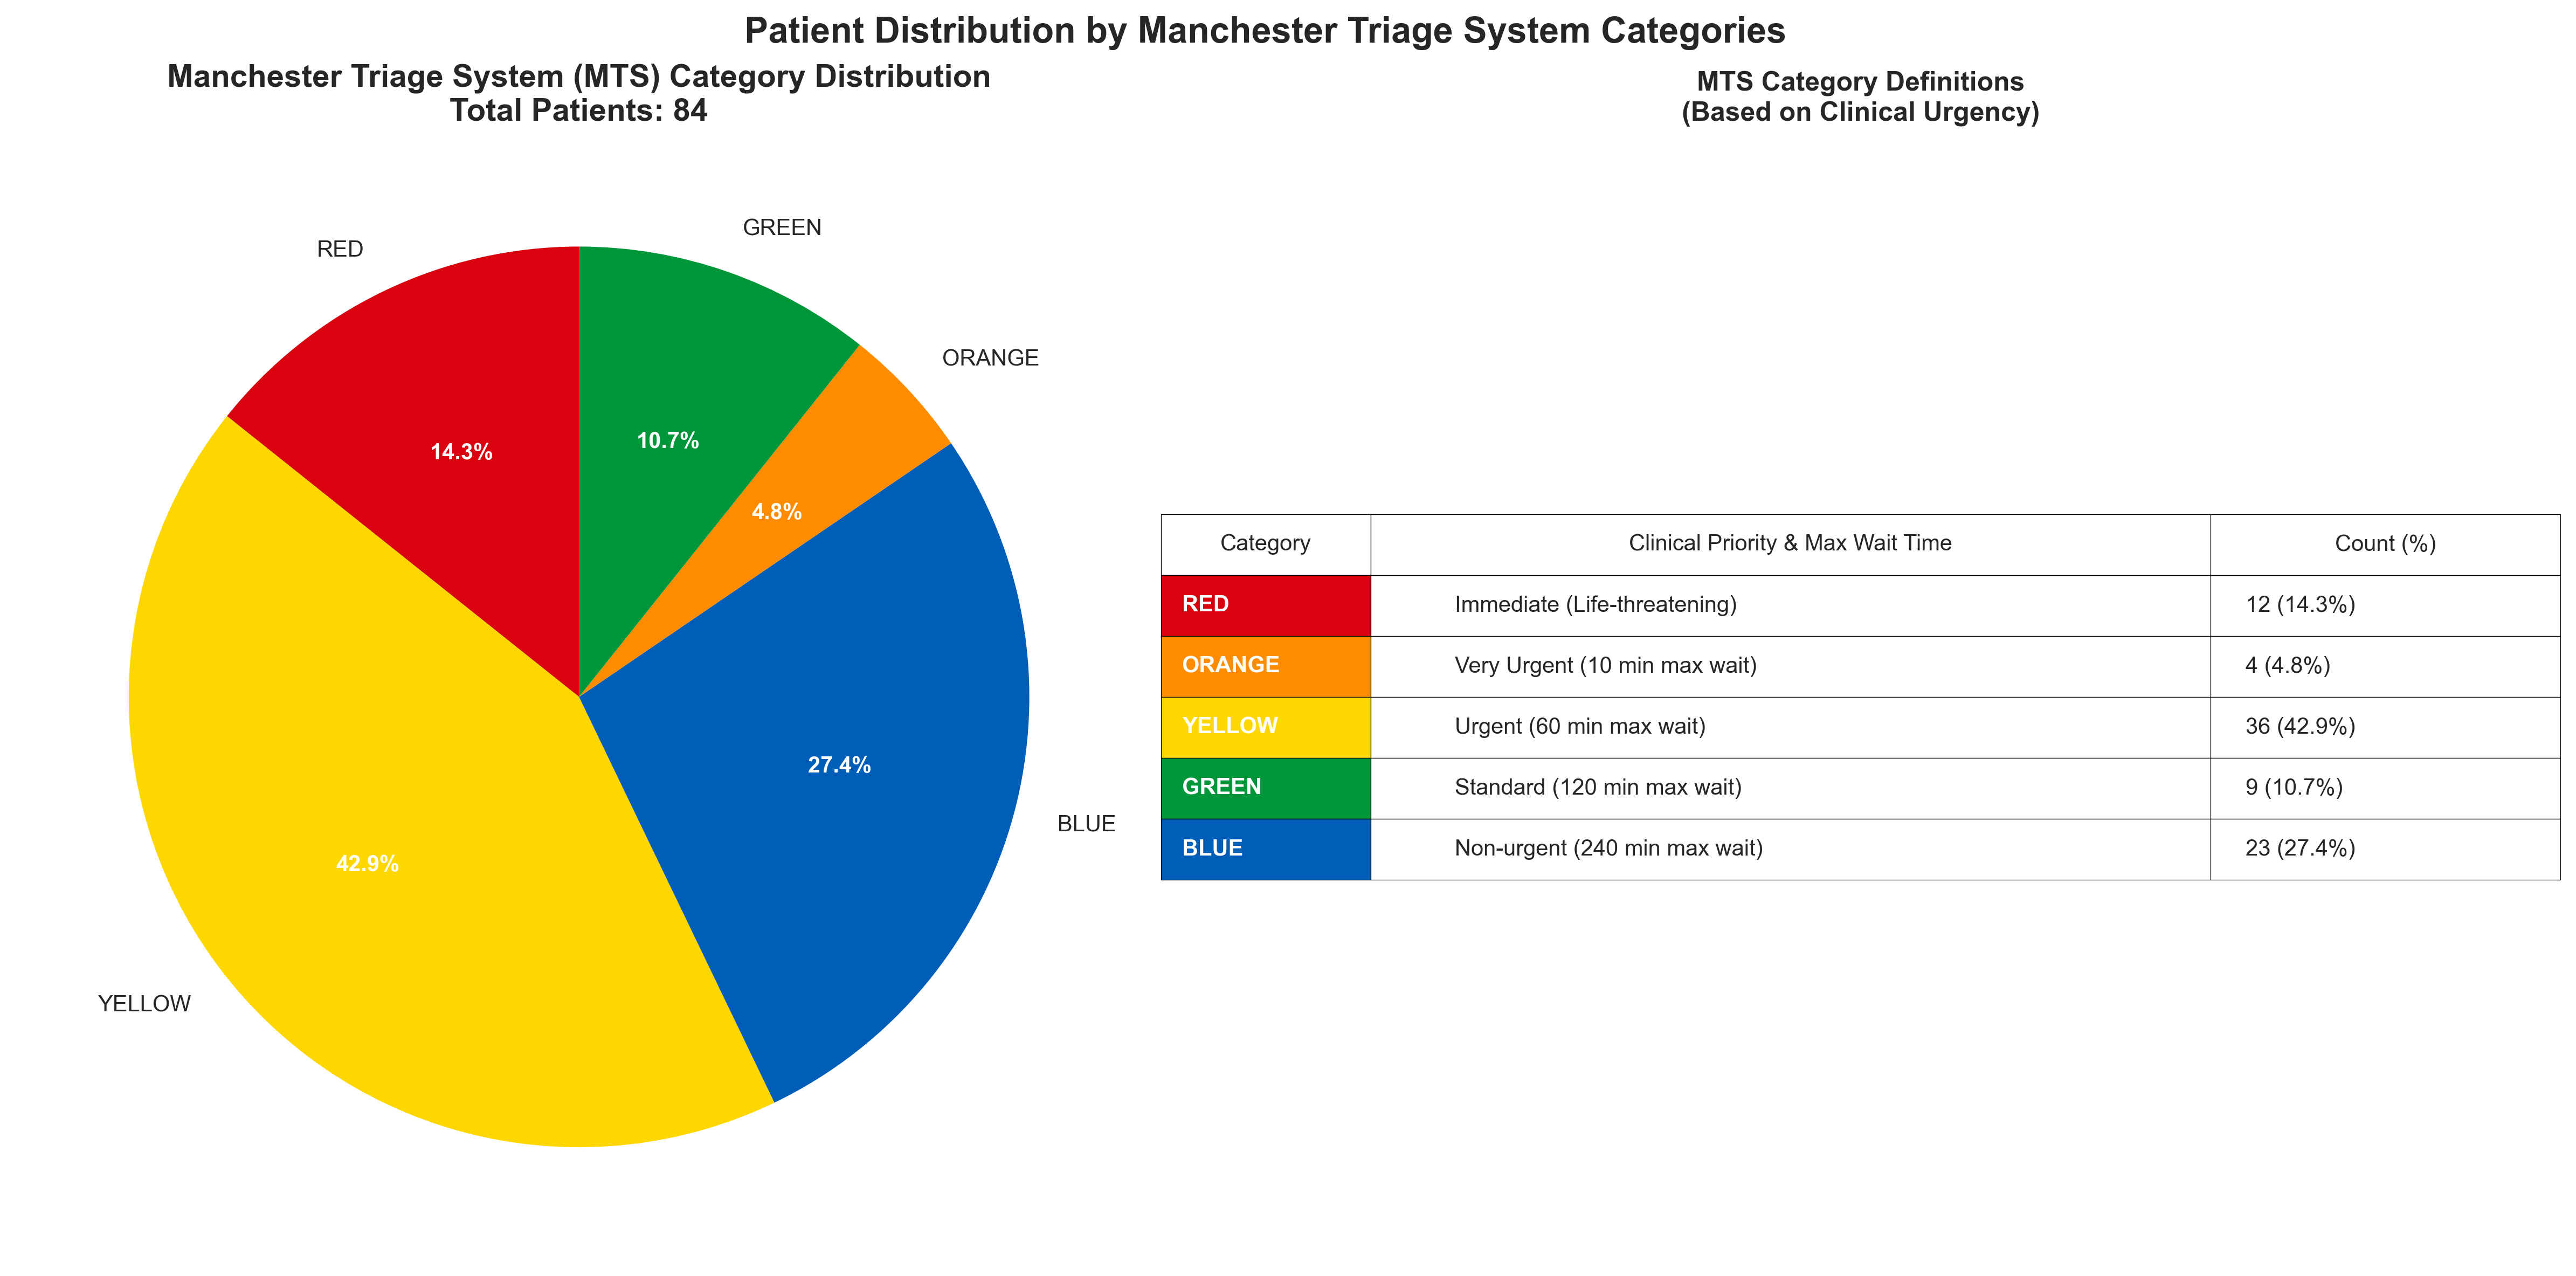 Patient Distribution by Manchester Triage System Categories
Manchester Triage System (MTS) Category Distribution
Total Patients: 84
RED
GREEN
ORANGE
14.3%
10.7%
4.8%
27.4%
BLUE
42.9%
YELLOW
MTS Category Definitions
(Based on Clinical Urgency)
Category Clinical Priority & Max Wait Time Count (%)
RED Immediate (Life-threatening) 12 (14.3%)
ORANGE Very Urgent (10 min max wait) 4 (4.8%)
YELLOW Urgent (60 min max wait) 36 (42.9%)
GREEN Standard (120 min max wait) 9 (10.7%)
BLUE Non-urgent (240 min max wait) 23 (27.4%)